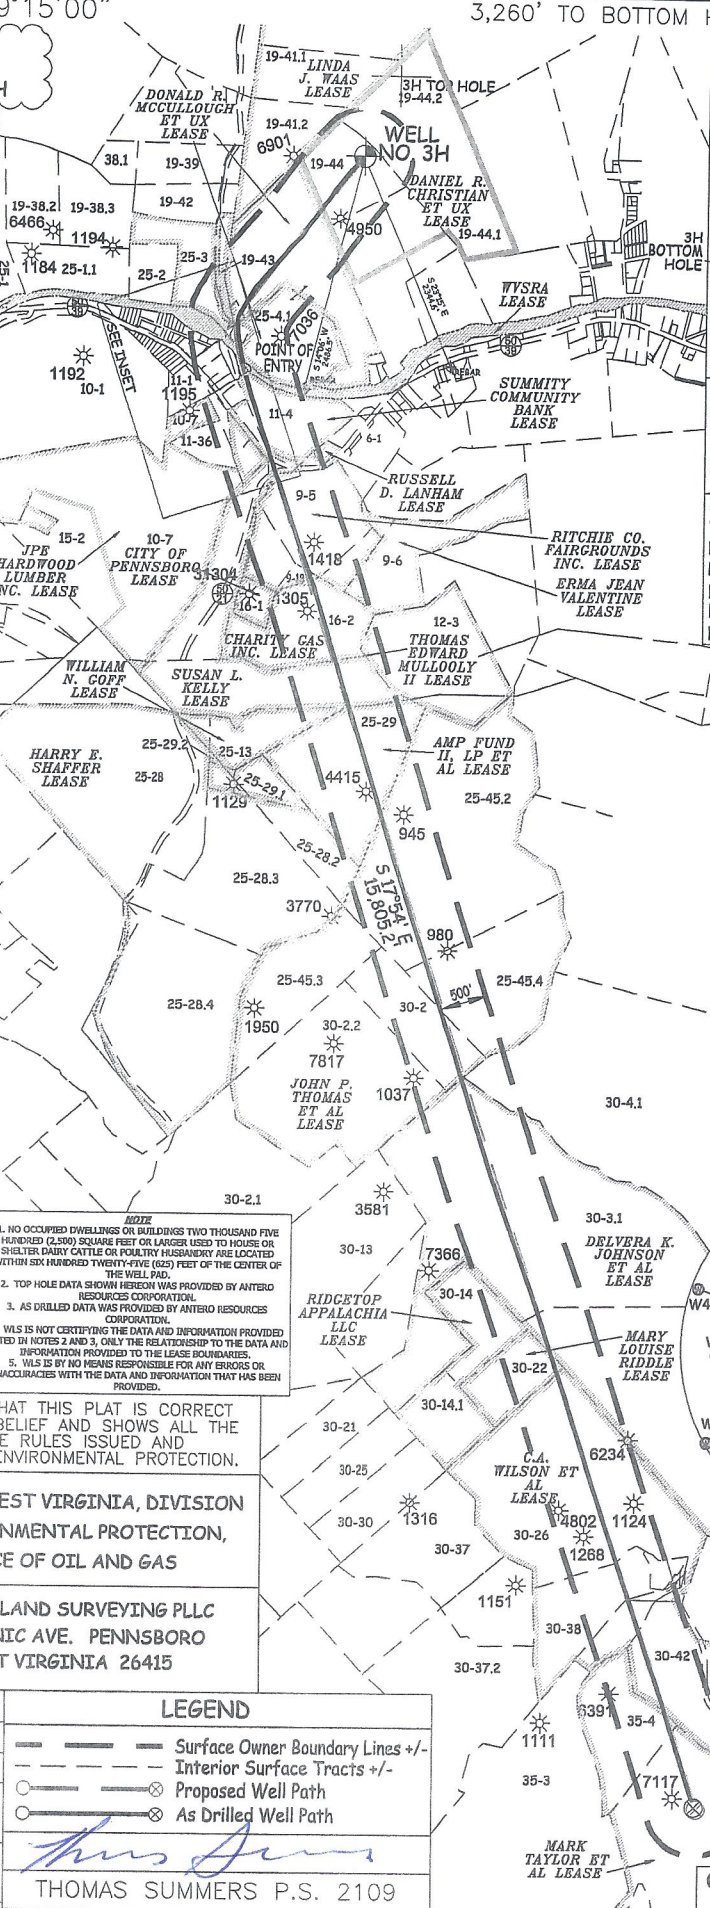 9°15'00"
3,260' TO BOTTOM H
H
19-41.1
LINDA
J. WAAS
LEASE
3H TOP HOLE
19-44.2
DONALD R.
MCCULLOUGH
ET UX
LEASE
19-41.2
6901
WELL
NO. 3H
38.1
19-39
19-44
19-38.2
19-38.3
19-42
DANIEL R.
CHRISTIAN
ET UX
LEASE
19-44.1
6466
1194
4950
1184
25-1.1
25-1
25-2
25-3
19-43
3H
BOTTOM
HOLE
S 23°15' E
WVSRA
LEASE
25-4.1
7036
POINT OF
ENTRY
SEE INSET
50
39
1192
10-1
11-1
1195
10-7
11-36
11-4
6-1
REBAR
SUMMITY
COMMUNITY
BANK
LEASE
RUSSELL
D. LANHAM
LEASE
9-5
15-2
JPE
HARDWOOD
LUMBER
INC. LEASE
10-7
CITY OF
PENNSBORO
LEASE
1418
9-6
RITCHIE CO.
FAIRGROUNDS
INC. LEASE
31304
16-1
1305
16-2
ERMA JEAN
VALENTINE
LEASE
CHARITY GAS
INC. LEASE
12-3
THOMAS
EDWARD
MULLOOLY
II LEASE
WILLIAM
N. GOFF
LEASE
SUSAN L.
KELLY
LEASE
25-29
25-29.2
25-13
HARRY E.
SHAFFER
LEASE
25-28
AMP FUND
II, LP ET
AL LEASE
1129
25-29.1
4415
945
25-45.2
25-28.2
25-28.3
3770
S 17°54' E
15,805.2'
980
25-45.3
25-45.4
25-28.4
1950
30-2
500'
30-2.2
7817
JOHN P.
THOMAS
ET AL
LEASE
1037
30-4.1
30-2.1
3581
30-3.1
30-13
DELVERA K.
JOHNSON
ET AL
LEASE
7366
30-14
W4
RIDGETOP
APPALACHIA
LLC
LEASE
30-22
MARY
LOUISE
RIDDLE
LEASE
30-14.1
30-21
6234
30-25
C.A.
WILSON ET
AL
LEASE
30-30
1316
4802
1124
30-26
1268
30-37
1151
30-38
30-37.2
30-42
6391
35-4
1111
35-3
7117
MARK
TAYLOR ET
AL LEASE
NOTE
1. NO OCCUPIED DWELLINGS OR BUILDINGS TWO THOUSAND FIVE
HUNDRED (2,500) SQUARE FEET OR LARGER USED TO HOUSE OR
SHELTER DAIRY CATTLE OR POULTRY HUSBANDRY ARE LOCATED
WITHIN SIX HUNDRED TWENTY-FIVE (625) FEET OF THE CENTER OF
THE WELL PAD.
2. TOP HOLE DATA SHOWN HEREON WAS PROVIDED BY ANTERO
RESOURCES CORPORATION.
3. AS DRILLED DATA WAS PROVIDED BY ANTERO RESOURCES
CORPORATION.
WLS IS NOT CERTIFYING THE DATA AND INFORMATION PROVIDED
TED IN NOTES 2 AND 3, ONLY THE RELATIONSHIP TO THE DATA AND
INFORMATION PROVIDED TO THE LEASE BOUNDARIES.
5. WLS IS BY NO MEANS RESPONSIBLE FOR ANY ERRORS OR
NACCURACIES WITH THE DATA AND INFORMATION THAT HAS BEEN
PROVIDED.
HAT THIS PLAT IS CORRECT
BELIEF AND SHOWS ALL THE
E RULES ISSUED AND
ENVIRONMENTAL PROTECTION.
EST VIRGINIA, DIVISION
NMENTAL PROTECTION,
CE OF OIL AND GAS
LAND SURVEYING PLLC
NIC AVE. PENNSBORO
T VIRGINIA 26415
LEGEND
Surface Owner Boundary Lines +/-
Interior Surface Tracts +/-
Proposed Well Path
As Drilled Well Path
THOMAS SUMMERS P.S. 2109